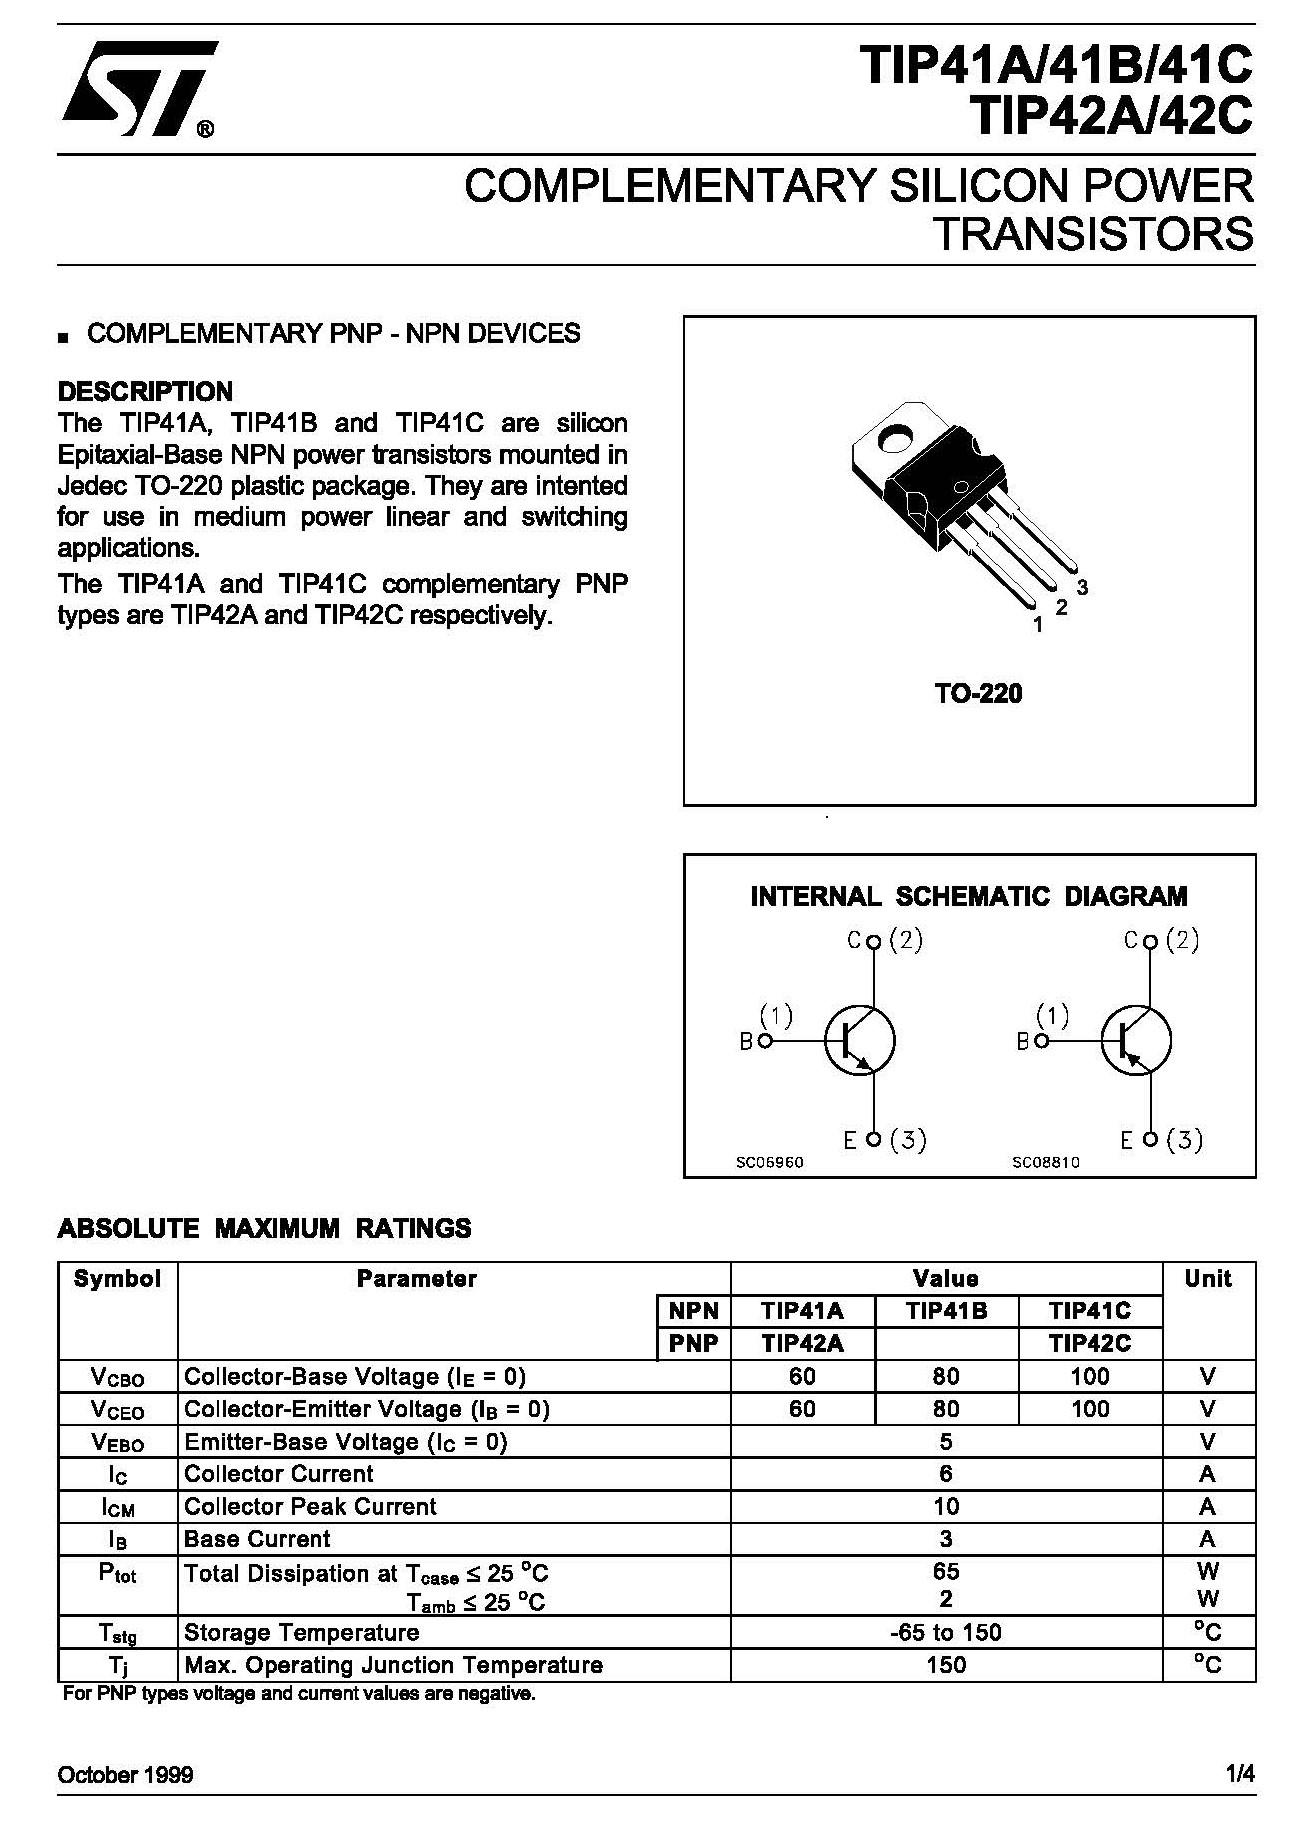 ST ®
TIP41A/41B/41C
TIP42A/42C
COMPLEMENTARY SILICON POWER
TRANSISTORS
■ COMPLEMENTARY PNP - NPN DEVICES
DESCRIPTION
The TIP41A, TIP41B and TIP41C are silicon
Epitaxial-Base NPN power transistors mounted in
Jedec TO-220 plastic package. They are intented
for use in medium power linear and switching
applications.
The TIP41A and TIP41C complementary PNP
types are TIP42A and TIP42C respectively.
3
2
1
TO-220
INTERNAL SCHEMATIC DIAGRAM
C (2) C (2)
(1) (1)
B B
E (3) E (3)
SC06960 SC08810
ABSOLUTE MAXIMUM RATINGS
Symbol Parameter Value Unit
NPN TIP41A TIP41B TIP41C
PNP TIP42A TIP42C
VCBO Collector-Base Voltage (IE = 0) 60 80 100 V
VCEO Collector-Emitter Voltage (IB = 0) 60 80 100 V
VEBO Emitter-Base Voltage (IC = 0) 5 V
IC Collector Current 6 A
ICM Collector Peak Current 10 A
IB Base Current 3 A
Ptot Total Dissipation at Tcase ≤ 25 °C 65 W
Tamb ≤ 25 °C 2 W
Tstg Storage Temperature -65 to 150 °C
Tj Max. Operating Junction Temperature 150 °C
For PNP types voltage and current values are negative.
October 1999 1/4